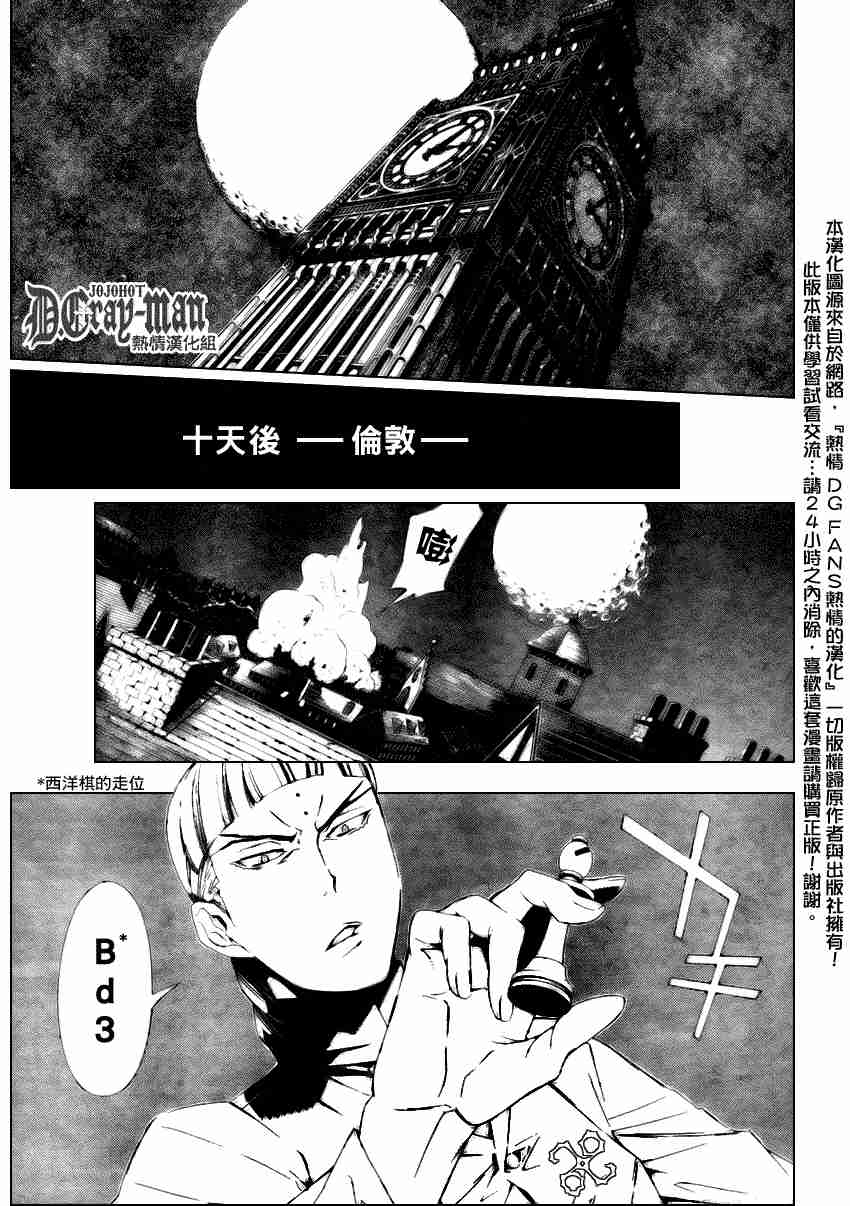 JOJOHOT
D.Gray-man
熱情漢化組
十天後 — 倫敦 —
嘭
*西洋棋的走位
B*d3
本漢化圖源來自於網路，『熱情DG FANS熱情的漢化』一切版權歸原作者與出版社擁有！
此版本僅供學習試看交流…請24小時之內消除，喜歡這套漫畫請購買正版！謝謝。